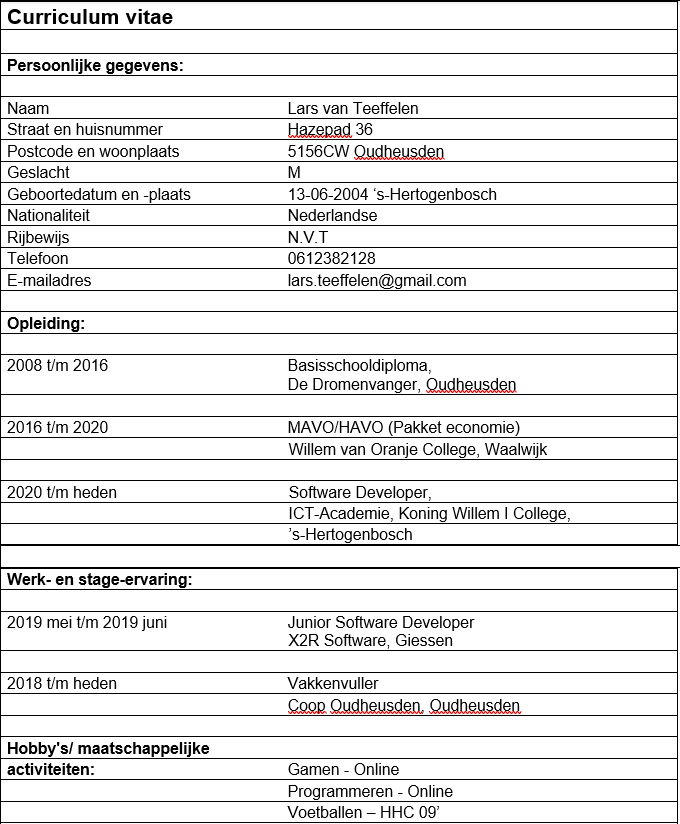 Curriculum vitae
Persoonlijke gegevens:
Naam Lars van Teeffelen
Straat en huisnummer Hazepad 36
Postcode en woonplaats 5156CW Oudheusden
Geslacht M
Geboortedatum en -plaats 13-06-2004 ‘s-Hertogenbosch
Nationaliteit Nederlandse
Rijbewijs N.V.T
Telefoon 0612382128
E-mailadres lars.teeffelen@gmail.com
Opleiding:
2008 t/m 2016 Basisschooldiploma,
De Dromenvanger, Oudheusden
2016 t/m 2020 MAVO/HAVO (Pakket economie)
Willem van Oranje College, Waalwijk
2020 t/m heden Software Developer,
ICT-Academie, Koning Willem I College,
’s-Hertogenbosch
Werk- en stage-ervaring:
2019 mei t/m 2019 juni Junior Software Developer
X2R Software, Giessen
2018 t/m heden Vakkenvuller
Coop Oudheusden, Oudheusden
Hobby's/ maatschappelijke
activiteiten: Gamen - Online
Programmeren - Online
Voetballen – HHC 09’